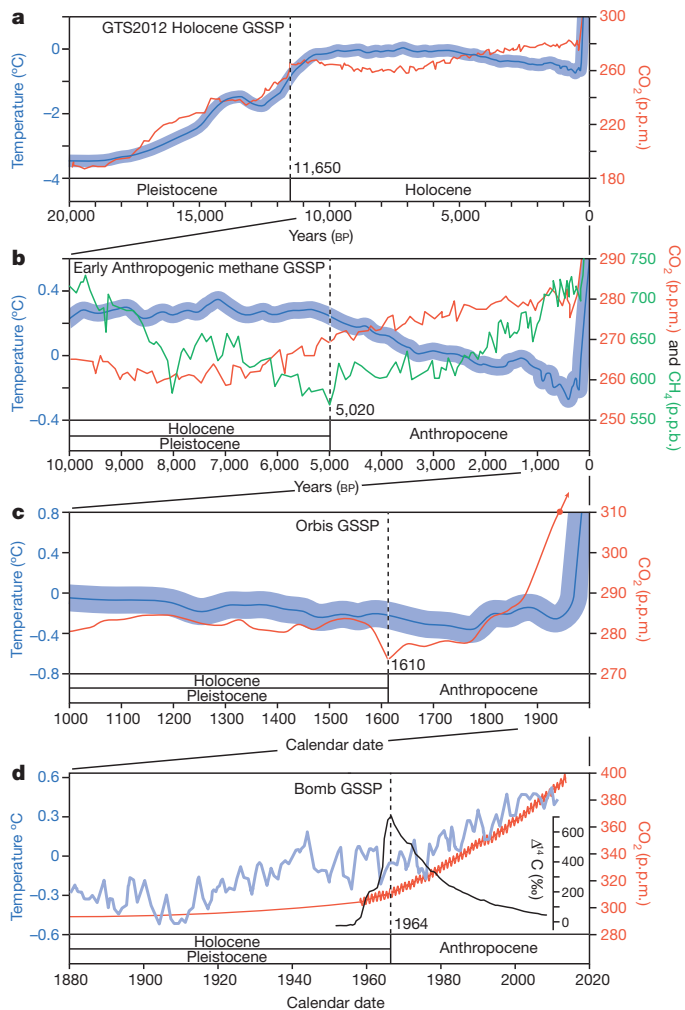 a
GTS2012 Holocene GSSP
Temperature (°C)
0
−2
−4
CO2 (p.p.m.)
300
260
220
180
11,650
Pleistocene
Holocene
20,000 15,000 10,000 5,000 0
Years (BP)
b
Early Anthropogenic methane GSSP
Temperature (°C)
0.4
0
−0.4
290
280
270
260
250
750
700
650
600
550
CO2 (p.p.m.) and CH4 (p.p.b.)
5,020
Holocene
Pleistocene
Anthropocene
10,000 9,000 8,000 7,000 6,000 5,000 4,000 3,000 2,000 1,000 0
Years (BP)
c
Orbis GSSP
Temperature (°C)
0.8
0.4
0
−0.4
−0.8
CO2 (p.p.m.)
310
290
280
270
1610
Holocene
Pleistocene
Anthropocene
1000 1100 1200 1300 1400 1500 1600 1700 1800 1900
Calendar date
d
Bomb GSSP
Temperature °C
0.6
0.3
0
−0.3
−0.6
CO2 (p.p.m.)
400
380
360
340
320
300
280
Δ14 C (‰)
600
400
200
0
1964
Holocene
Pleistocene
Anthropocene
1880 1900 1920 1940 1960 1980 2000 2020
Calendar date